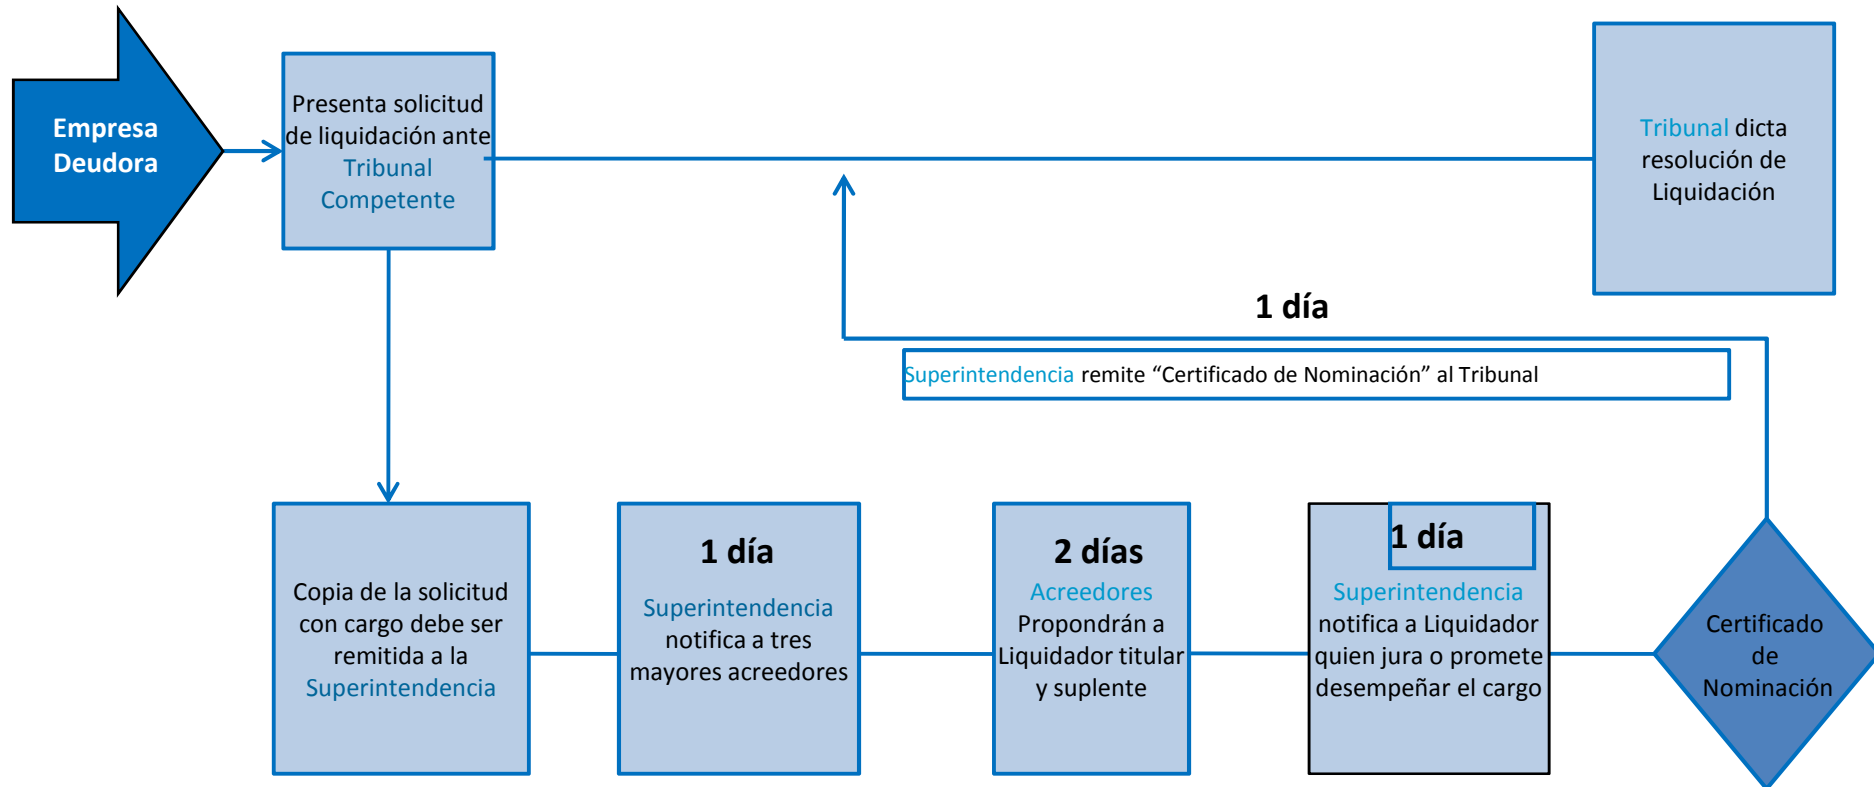 Empresa
Deudora
Presenta solicitud
de liquidación ante
Tribunal
Competente
Tribunal dicta
resolución de
Liquidación
1 día
Superintendencia remite “Certificado de Nominación” al Tribunal
Copia de la solicitud
con cargo debe ser
remitida a la
Superintendencia
1 día
Superintendencia
notifica a tres
mayores acreedores
2 días
Acreedores
Propondrán a
Liquidador titular
y suplente
1 día
Superintendencia
notifica a Liquidador
quien jura o promete
desempeñar el cargo
Certificado
de
Nominación